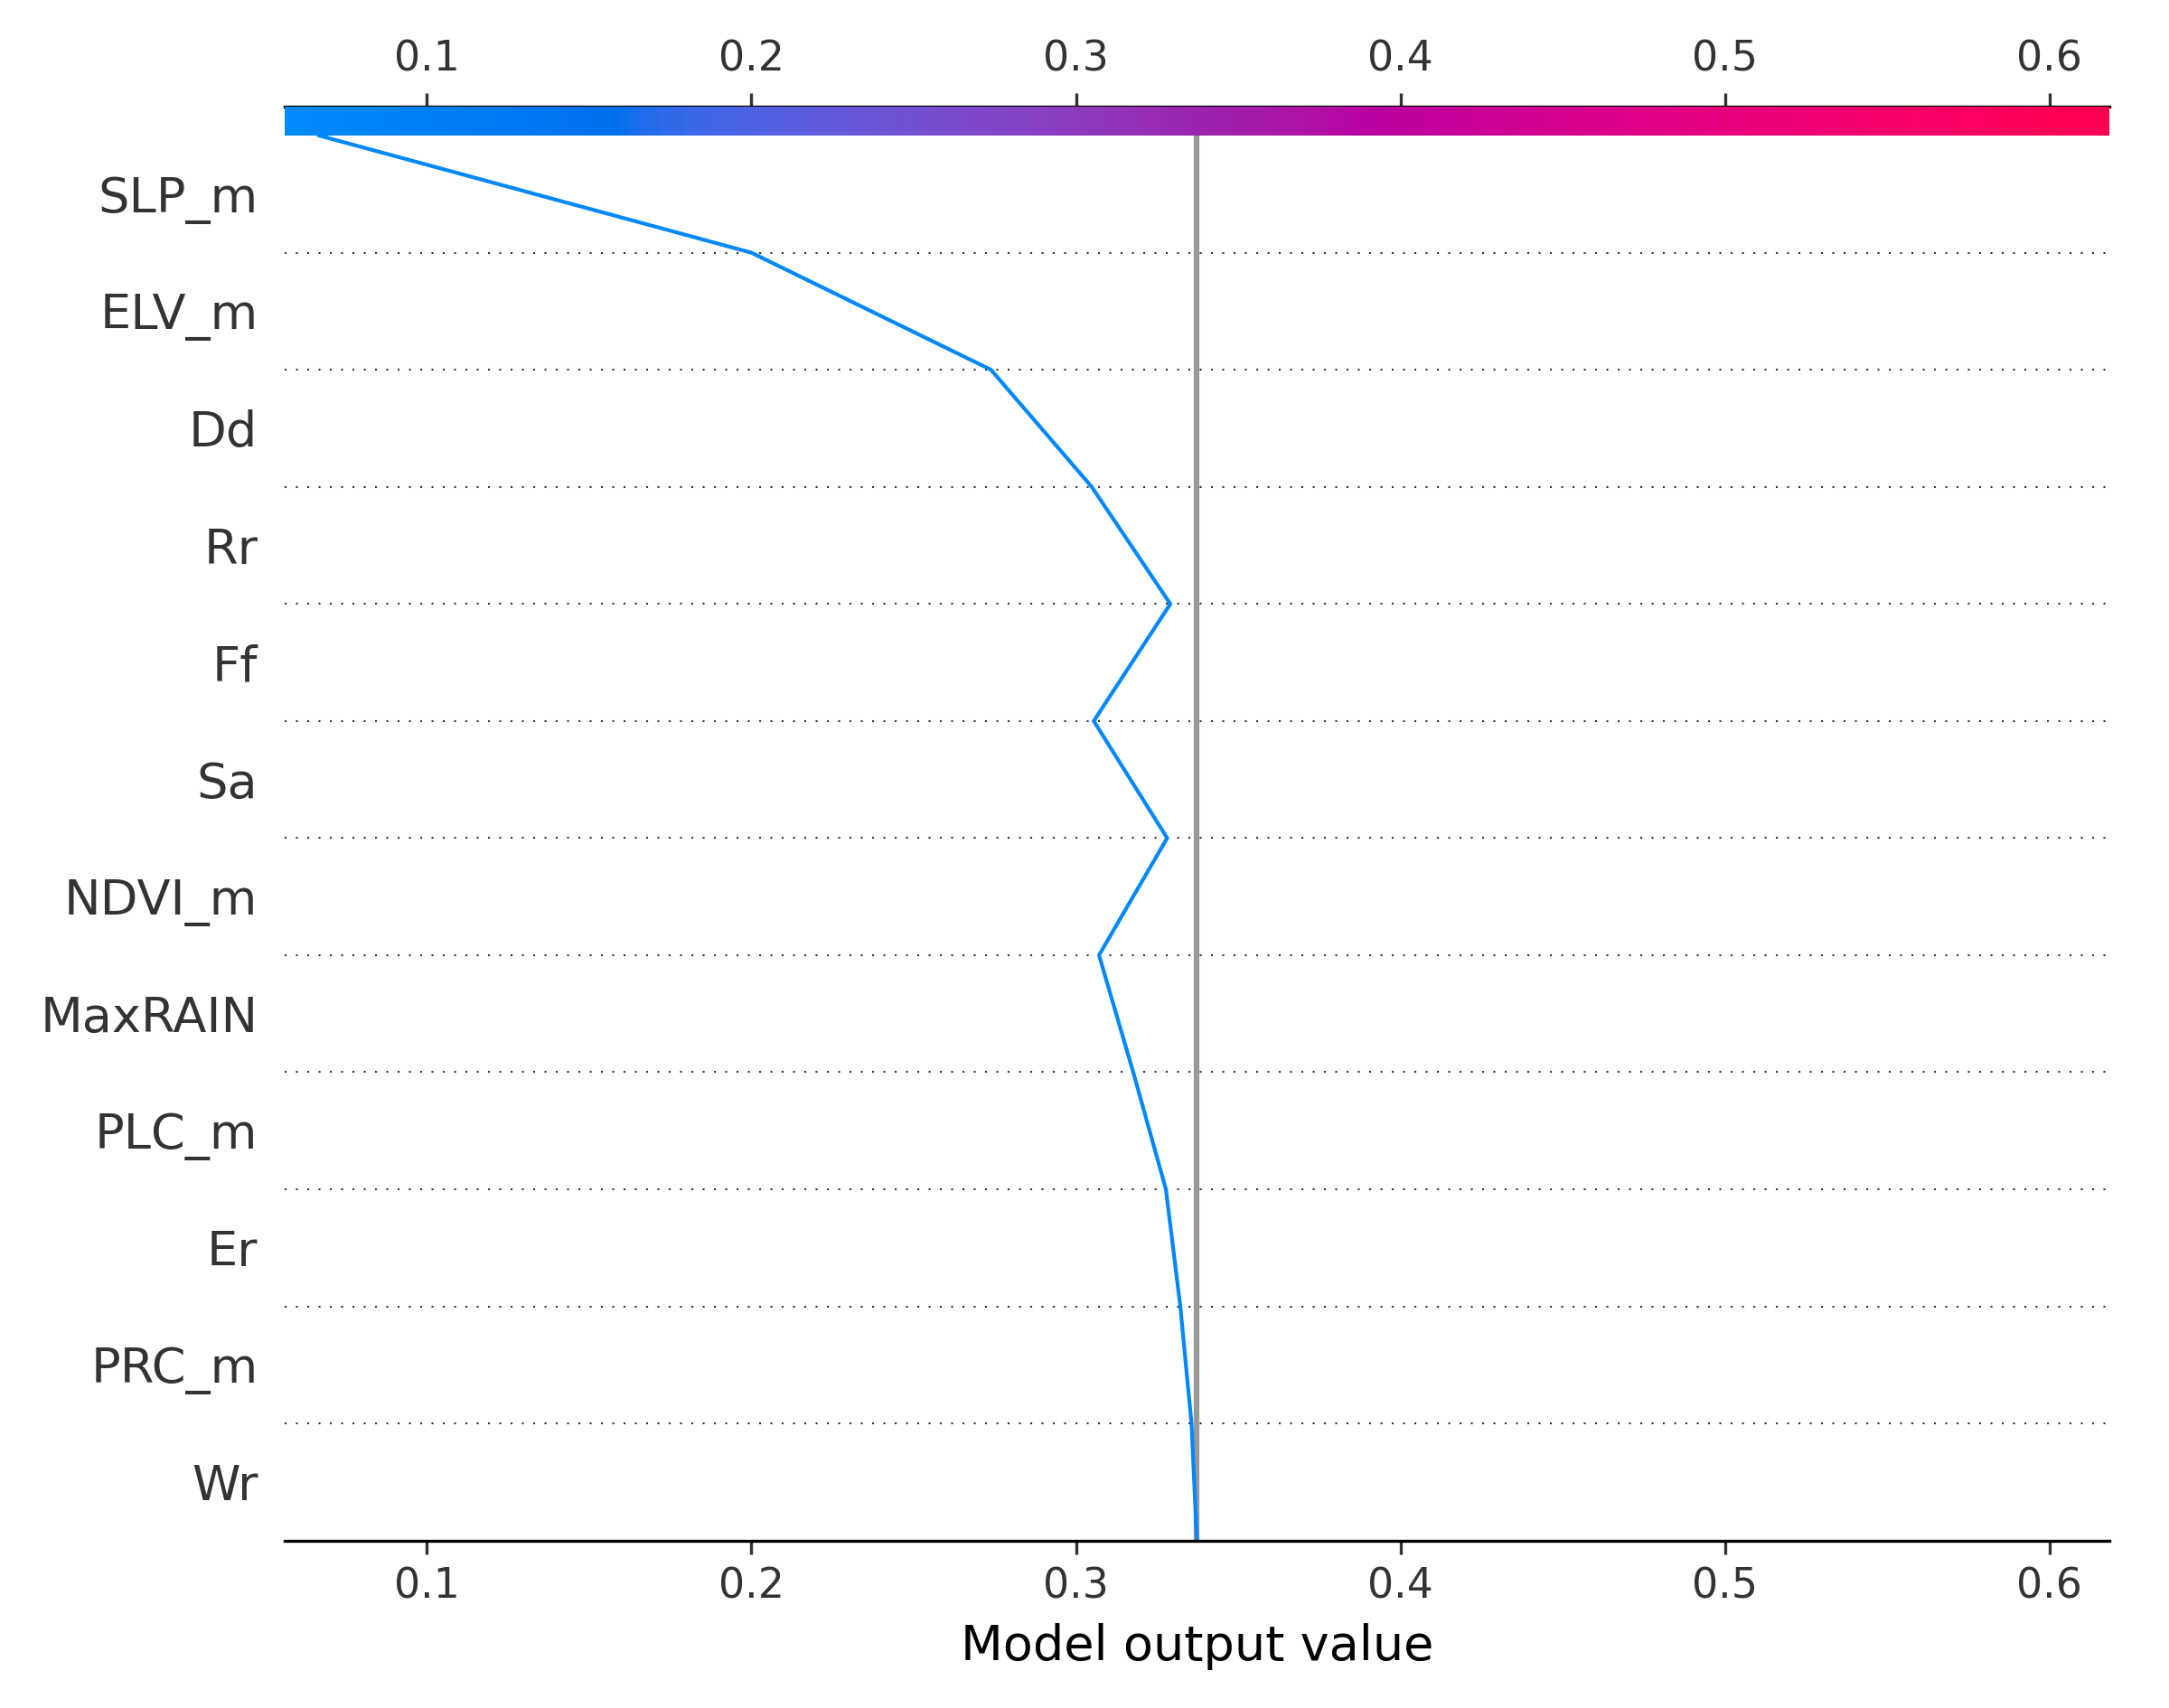 0.1 0.2 0.3 0.4 0.5 0.6
SLP_m
ELV_m
Dd
Rr
Ff
Sa
NDVI_m
MaxRAIN
PLC_m
Er
PRC_m
Wr
0.1 0.2 0.3 0.4 0.5 0.6
Model output value